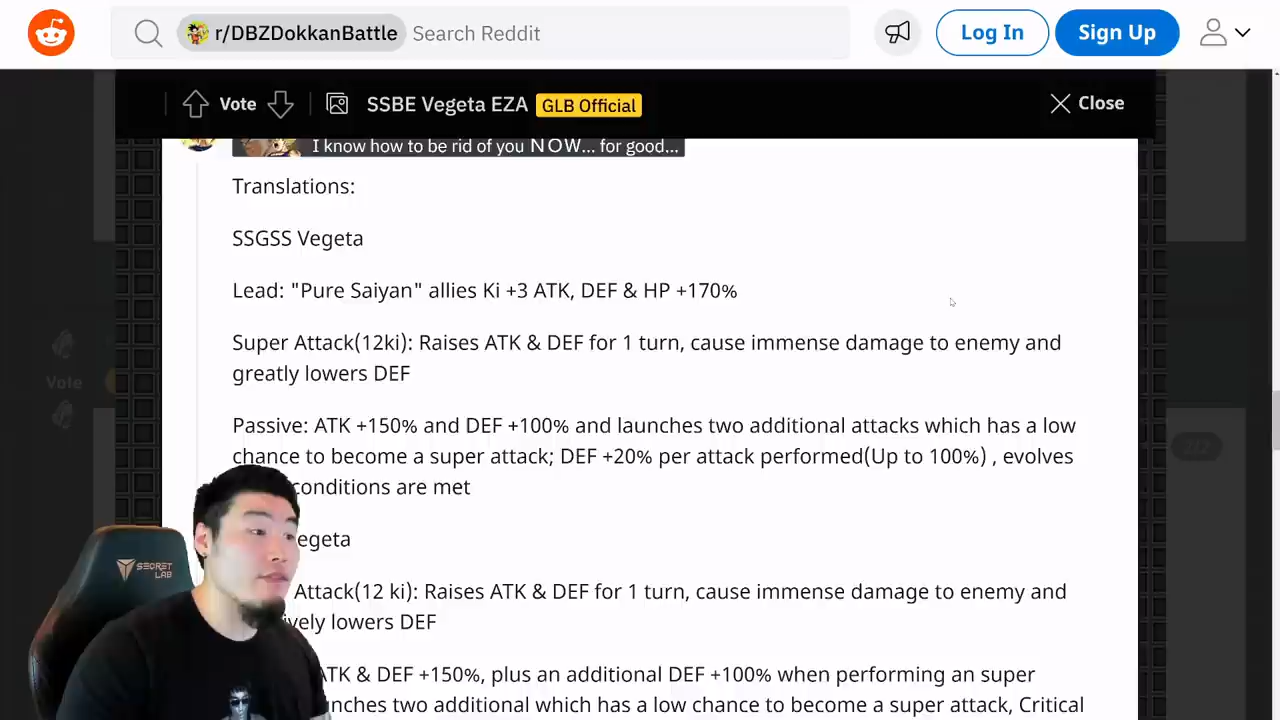 r/DBZDokkanBattle Search Reddit
Log In
Sign Up
Vote
SSBE Vegeta EZA GLB Official
Close
I know how to be rid of you NOW... for good...
Translations:
SSGSS Vegeta
Lead: "Pure Saiyan" allies Ki +3 ATK, DEF & HP +170%
Super Attack(12ki): Raises ATK & DEF for 1 turn, cause immense damage to enemy and
greatly lowers DEF
Vote
Passive: ATK +150% and DEF +100% and launches two additional attacks which has a low
chance to become a super attack; DEF +20% per attack performed(Up to 100%) , evolves
conditions are met
2/2
egeta
Attack(12 ki): Raises ATK & DEF for 1 turn, cause immense damage to enemy and
ively lowers DEF
ATK & DEF +150%, plus an additional DEF +100% when performing an super
nches two additional which has a low chance to become a super attack, Critical
SECRET
LAB